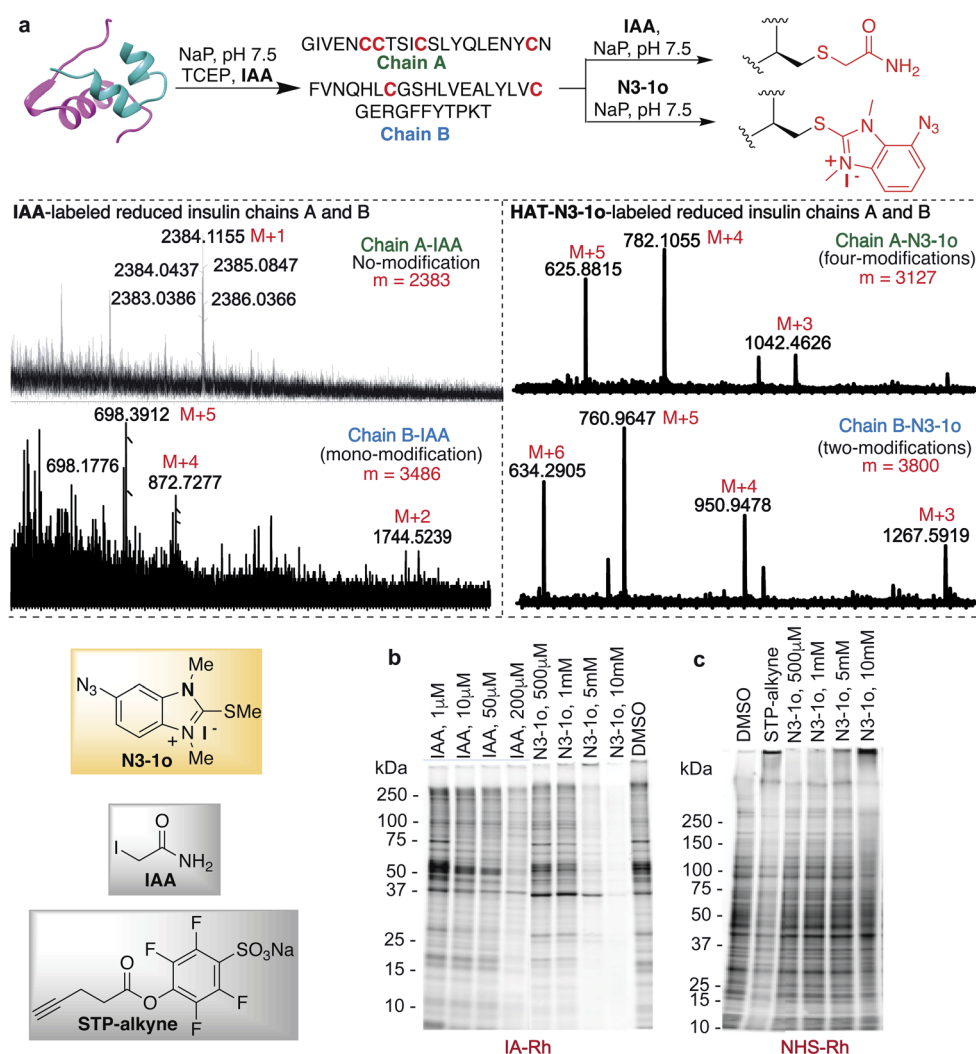 a
NaP, pH 7.5
TCEP, IAA
GIVENCCTSICSLYQLENYCN
Chain A
FVNQHLCGSHLVEALYLVC
GERGFFYTPKT
Chain B
IAA,
NaP, pH 7.5
N3-1o
NaP, pH 7.5
S
O
NH2
S
N
N3
+N
I -
IAA-labeled reduced insulin chains A and B
2384.1155 M+1
2384.0437 2385.0847
2383.0386 2386.0366
Chain A-IAA
No-modification
m = 2383
698.3912 M+5
698.1776
M+4
872.7277
M+2
1744.5239
Chain B-IAA
(mono-modification)
m = 3486
HAT-N3-1o-labeled reduced insulin chains A and B
M+5
625.8815
782.1055 M+4
M+3
1042.4626
Chain A-N3-1o
(four-modifications)
m = 3127
M+6
634.2905
760.9647 M+5
M+4
950.9478
M+3
1267.5919
Chain B-N3-1o
(two-modifications)
m = 3800
N3
Me
N
SMe
N
+ I -
Me
N3-1o
O
I
NH2
IAA
F
F
SO3Na
O
O
F
F
STP-alkyne
b
IAA, 1µM
IAA, 10µM
IAA, 50µM
IAA, 200µM
N3-1o, 500µM
N3-1o, 1mM
N3-1o, 5mM
N3-1o, 10mM
DMSO
kDa
250 -
100 -
75 -
50 -
37 -
25 -
15 -
10 -
IA-Rh
c
DMSO
STP-alkyne
N3-1o, 500µM
N3-1o, 1mM
N3-1o, 5mM
N3-1o, 10mM
kDa
250 -
150 -
100 -
75 -
50 -
37 -
25 -
15 -
10 -
NHS-Rh